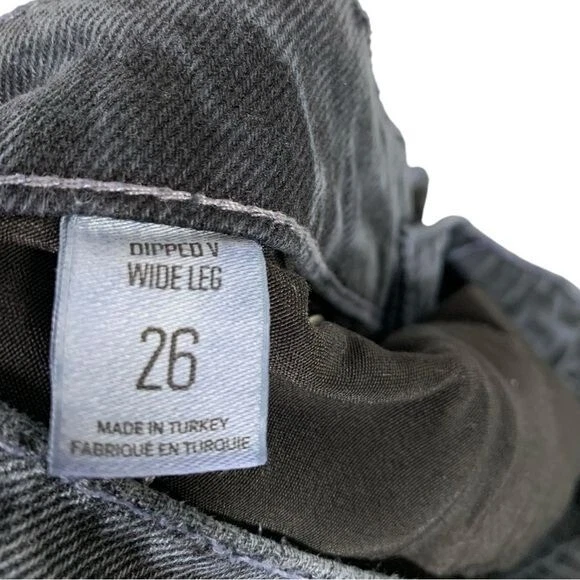 DIPPED V
WIDE LEG
26
MADE IN TURKEY
FABRIQUÉ EN TURQUIE